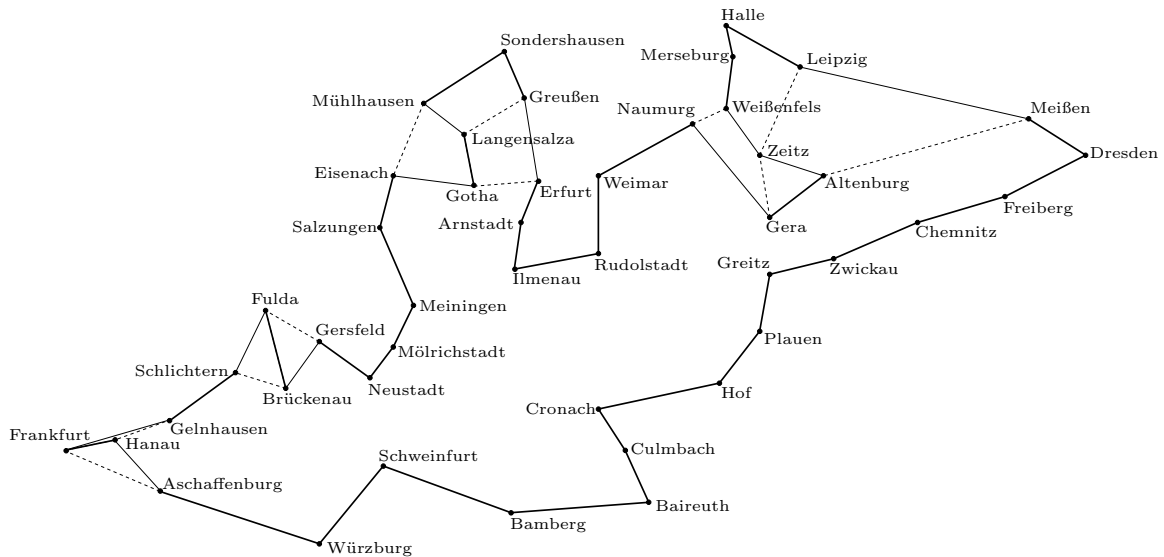 Halle
Sondershausen
Merseburg
Leipzig
Mühlhausen
Greußen
Naumurg
Weißenfels
Meißen
Langensalza
Zeitz
Dresden
Eisenach
Gotha
Erfurt
Weimar
Altenburg
Salzungen
Arnstadt
Gera
Freiberg
Chemnitz
Ilmenau
Rudolstadt
Greitz
Zwickau
Fulda
Meiningen
Gersfeld
Plauen
Mölrichstadt
Schlichtern
Brückenau
Neustadt
Hof
Cronach
Frankfurt
Gelnhausen
Hanau
Culmbach
Schweinfurt
Aschaffenburg
Baireuth
Bamberg
Würzburg